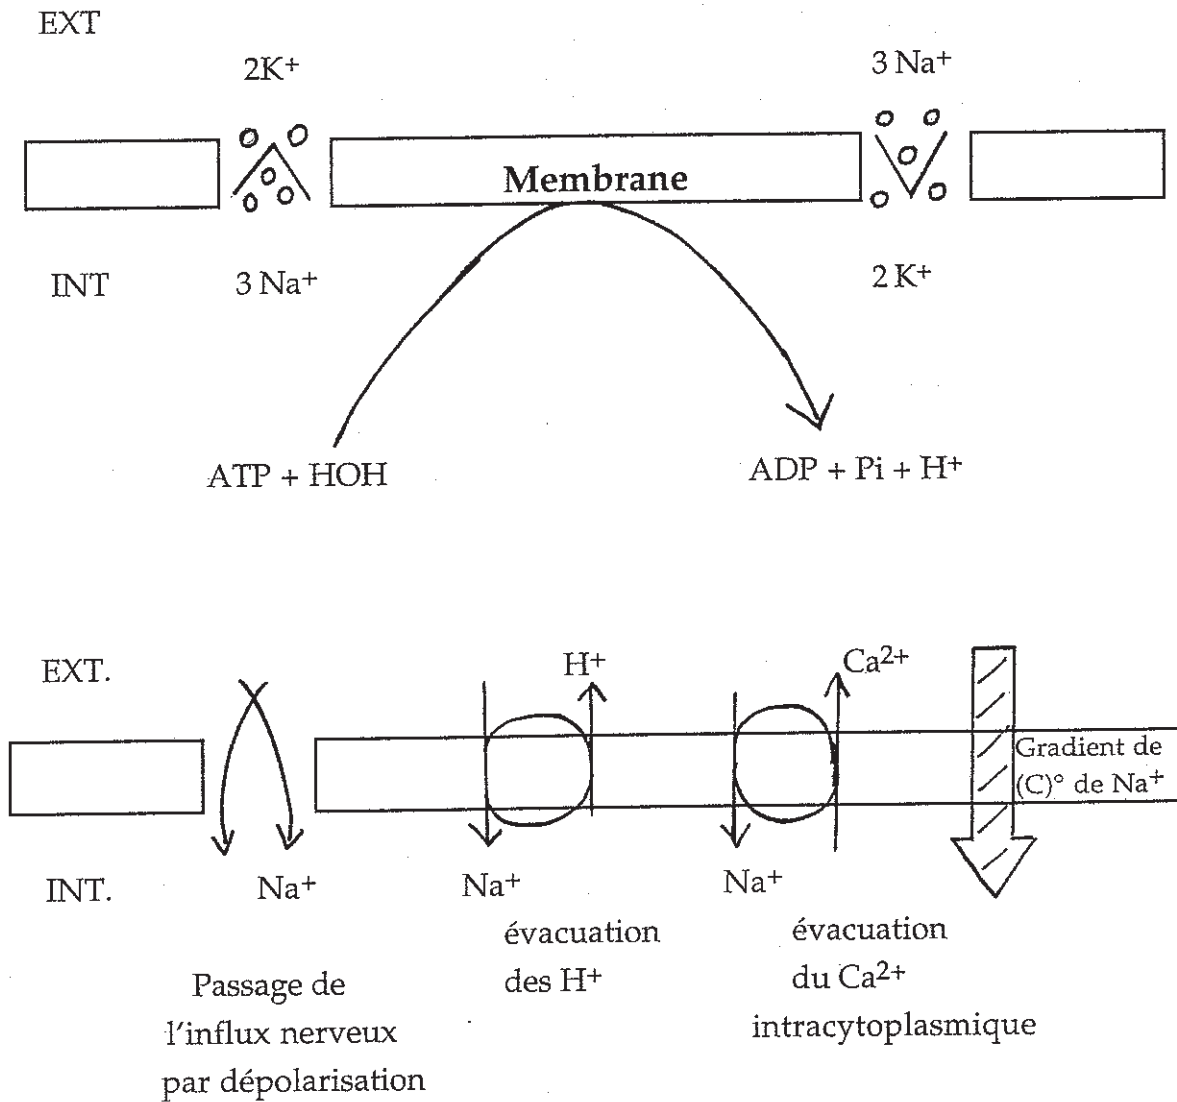 EXT
2K+
3 Na+
Membrane
INT
3 Na+
2 K+
ATP + HOH
ADP + Pi + H+
EXT.
H+
Ca2+
Gradient de
(C)° de Na+
INT.
Na+
Na+
Na+
évacuation
des H+
évacuation
du Ca2+
intracytoplasmique
Passage de
l'influx nerveux
par dépolarisation